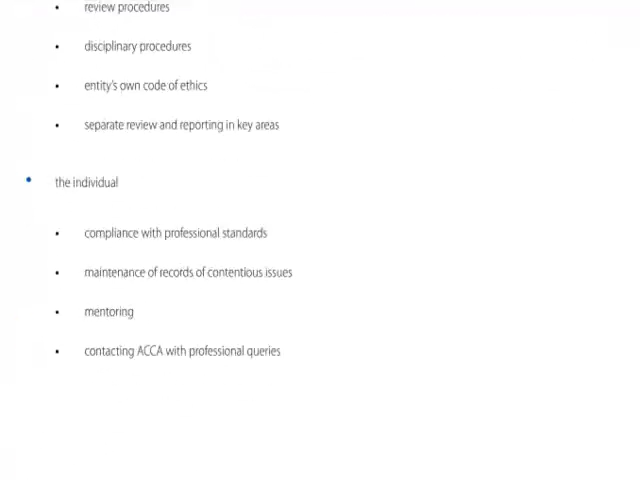 • review procedures
• disciplinary procedures
• entity's own code of ethics
• separate review and reporting in key areas
• the individual
• compliance with professional standards
• maintenance of records of contentious issues
• mentoring
• contacting ACCA with professional queries